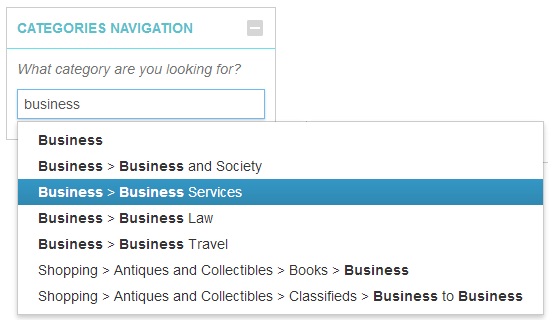 CATEGORIES NAVIGATION
What category are you looking for?
business
Business
Business > Business and Society
Business > Business Services
Business > Business Law
Business > Business Travel
Shopping > Antiques and Collectibles > Books > Business
Shopping > Antiques and Collectibles > Classifieds > Business to Business